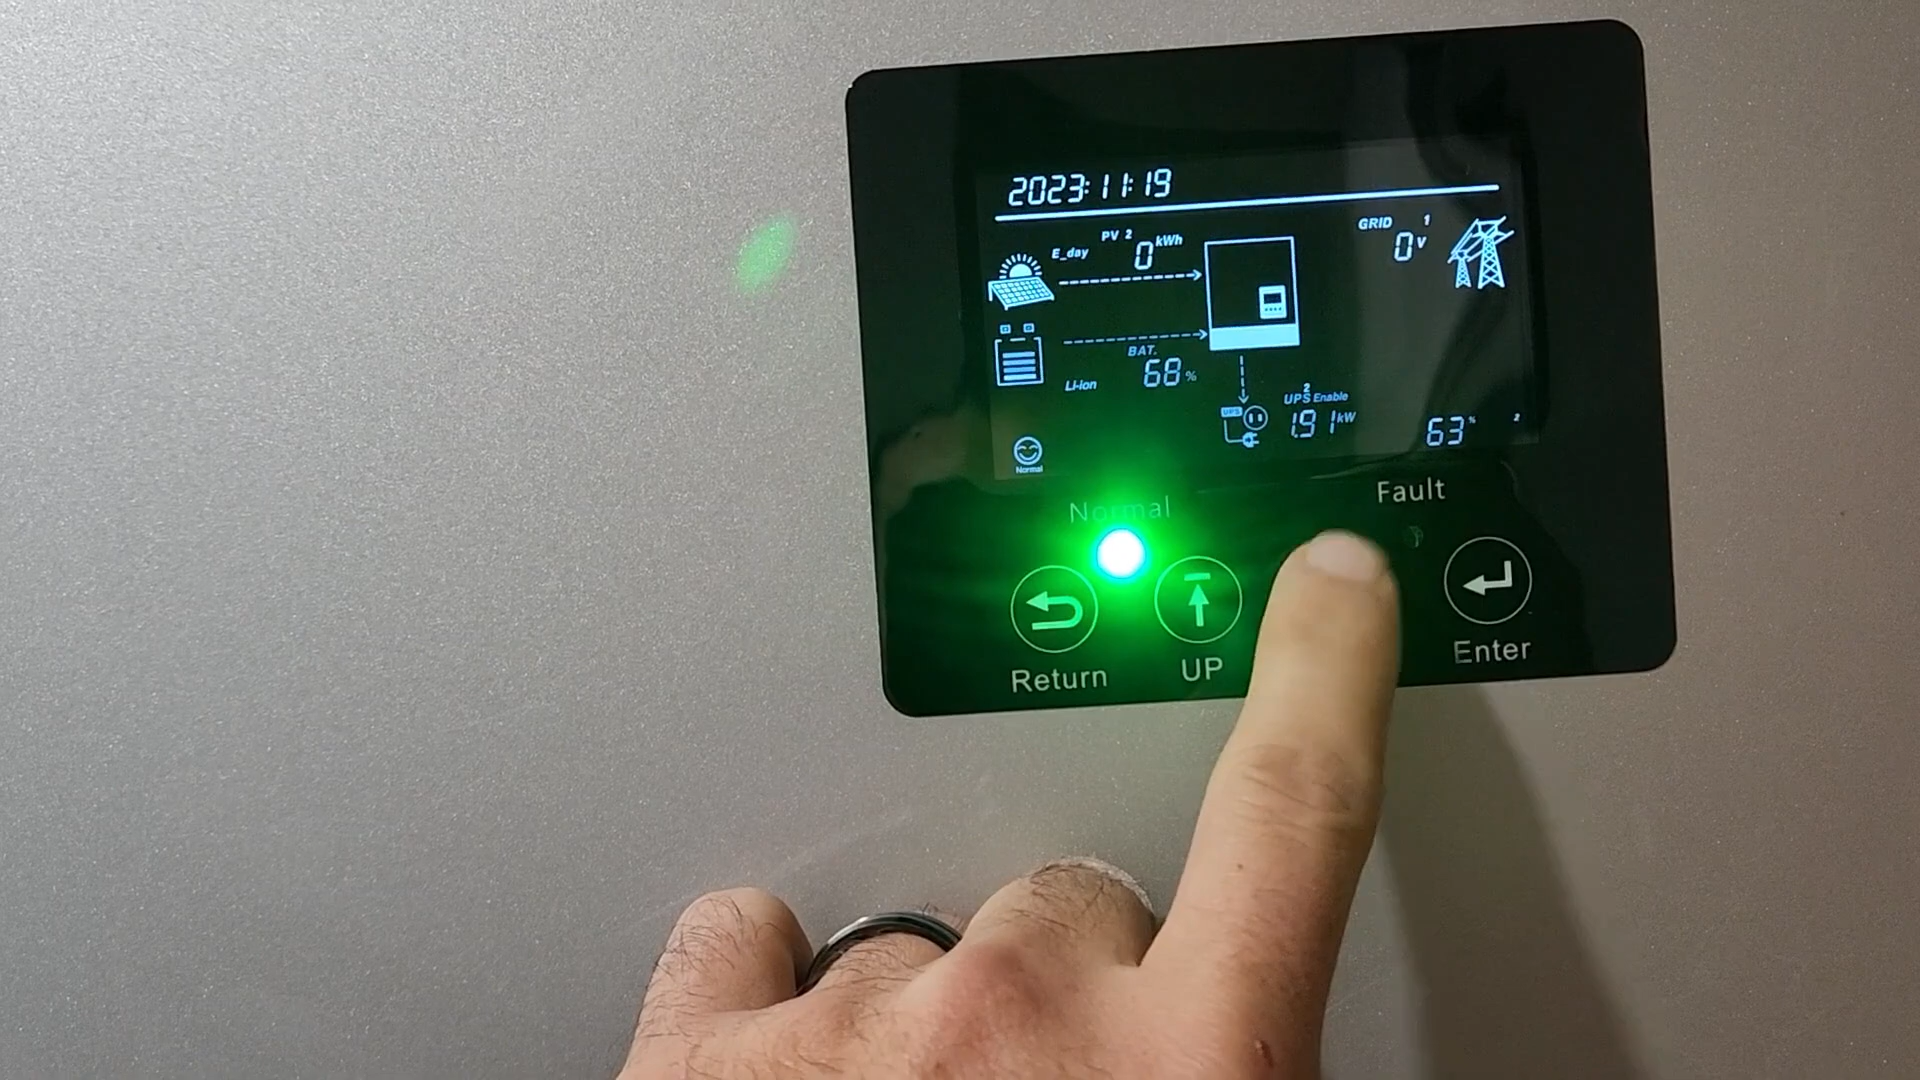 2023:11:19
E_day PV 2 0 kWh
GRID 1 0 V
BAT.
Li-ion 68 %
UPS
2
UPS Enable
1.91 kW
63 % 2
Normal
Normal
Fault
Return
UP
Enter